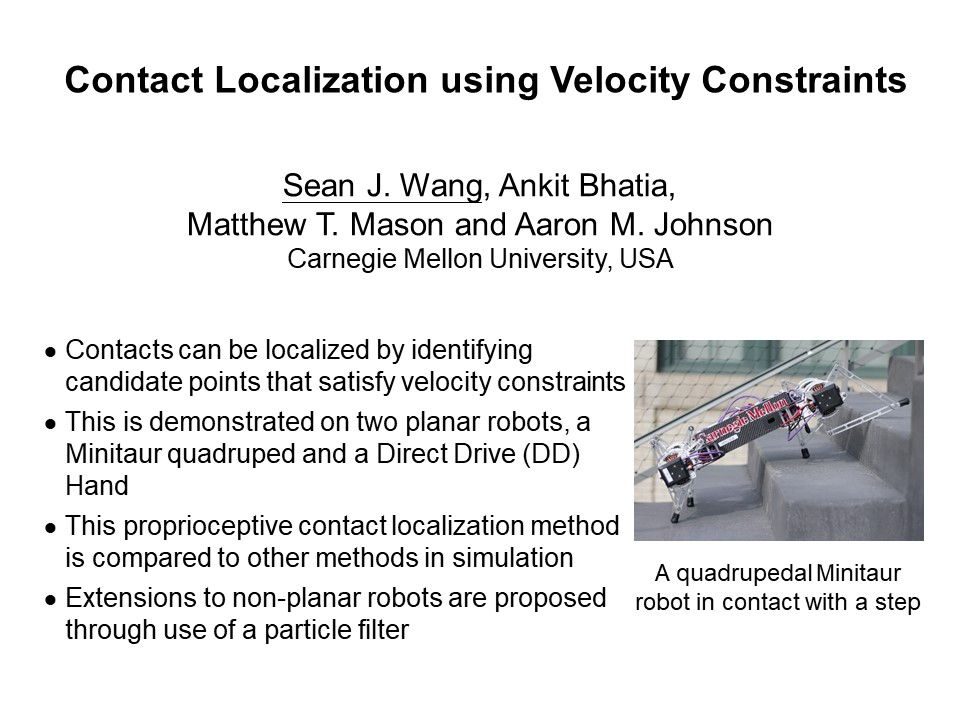 Contact Localization using Velocity Constraints
Sean J. Wang, Ankit Bhatia,
Matthew T. Mason and Aaron M. Johnson
Carnegie Mellon University, USA
● Contacts can be localized by identifying
candidate points that satisfy velocity constraints
● This is demonstrated on two planar robots, a
Minitaur quadruped and a Direct Drive (DD)
Hand
● This proprioceptive contact localization method
is compared to other methods in simulation
● Extensions to non-planar robots are proposed
through use of a particle filter
Carnegie Mellon
A quadrupedal Minitaur
robot in contact with a step